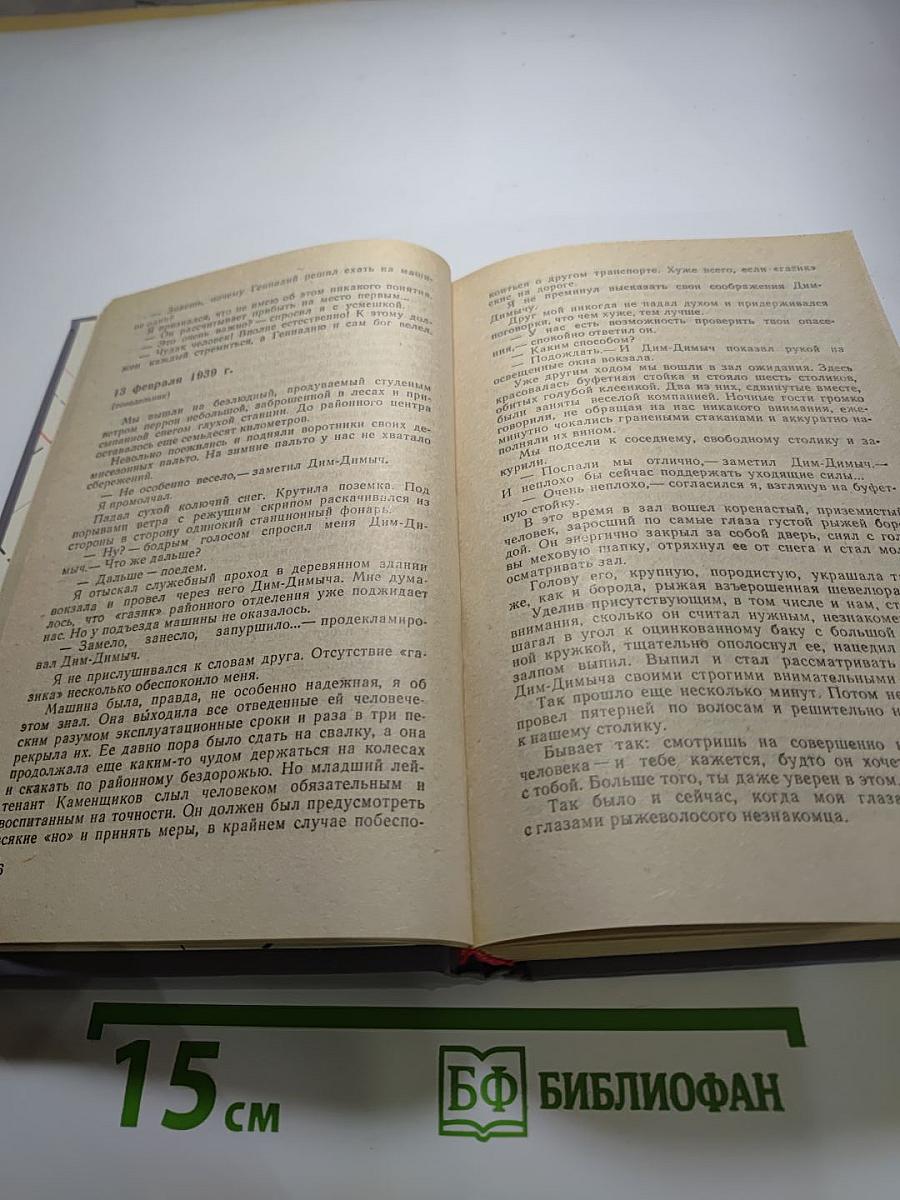 — Знаешь, почему Геннадий решил ехать на маши-
не один?
Я признался, что не имею об этом никакого понятия.
— Он рассчитывает прибыть на место первым...
— Это очень важно? — спросил я с усмешкой.
— Чудак человек! Вполне естественно! К этому дол-
жен каждый стремиться, а Геннадию и сам бог велел.
13 февраля 1939 г.
(понедельник)
Мы вышли на безлюдный, продуваемый студеным
ветром перрон небольшой, заброшенной в лесах и при-
сыпанной снегом глухой станции. До районного центра
оставалось еще семьдесят километров.
Невольно поежились и подняли воротники своих де-
мисезонных пальто. На зимние пальто у нас не хватало
сбережений.
— Не особенно весело,— заметил Дим-Димыч.
Я промолчал.
Падал сухой колючий снег. Крутила поземка. Под
порывами ветра с режущим скрипом раскачивался из
стороны в сторону одинокий станционный фонарь.
— Ну? — бодрым голосом спросил меня Дим-Ди-
мыч.— Что же дальше?
— Дальше — поедем.
Я отыскал служебный проход в деревянном здании
вокзала и провел через него Дим-Димыча. Мне дума-
лось, что «газик» районного отделения уже поджидает
нас. Но у подъезда машины не оказалось.
— Замело, занесло, запуршило...— продекламиро-
вал Дим-Димыч.
Я не прислушивался к словам друга. Отсутствие «га-
зика» несколько обеспокоило меня.
Машина была, правда, не особенно надежная, я об
этом знал. Она выходила все отведенные ей человече-
ским разумом эксплуатационные сроки и раза в три пе-
рекрыла их. Ее давно пора было сдать на свалку, а она
продолжала еще каким-то чудом держаться на колесах
и скакать по районному бездорожью. Но младший лей-
тенант Каменщиков слыл человеком обязательным и
воспитанным на точности. Он должен был предусмотреть
всякие «но» и принять меры, в крайнем случае побеспо-
6
коиться о другом транспорте. Хуже всего, если «газик»
скис на дороге.
Я не преминул высказать свои соображения Дим-
Димычу.
Друг мой никогда не падал духом и придерживался
поговорки, что чем хуже, тем лучше.
— У нас есть возможность проверить твои опасе-
ния,— спокойно ответил он.
— Каким способом?
— Подождать.— И Дим-Димыч показал рукой на
освещенные окна вокзала.
Уже другим ходом мы вошли в зал ожидания. Здесь
красовалась буфетная стойка и стояло шесть столиков,
обитых голубой клеенкой. Два из них, сдвинутые вместе,
были заняты веселой компанией. Ночные гости громко
говорили, не обращая на нас никакого внимания, еже-
минутно чокались гранеными стаканами и аккуратно на-
полняли их вином.
Мы подсели к соседнему, свободному столику и за-
курили.
— Поспали мы отлично,— заметил Дим-Димыч.—
И неплохо бы сейчас поддержать уходящие силы...
— Очень неплохо,— согласился я, взглянув на буфет-
ную стойку.
В это время в зал вошел коренастый, приземистый
человек, заросший по самые глаза густой рыжей боро-
дой. Он энергично закрыл за собой дверь, снял с гол
вы меховую шапку, отряхнул ее от снега и стал мол
осматривать зал.
Голову его, крупную, породистую, украшала та
же, как и борода, рыжая взъерошенная шевелюра
Уделив присутствующим, в том числе и нам, ст
внимания, сколько он считал нужным, незнакоме
шагал в угол к оцинкованному баку с большой
ной кружкой, тщательно ополоснул ее, нацедил
залпом выпил. Выпил и стал рассматривать
Дим-Димыча своими строгими внимательными
Так прошло еще несколько минут. Потом не
провел пятерней по волосам и решительно н
к нашему столику.
Бывает так: смотришь на совершенно
человека — и тебе кажется, будто он хоче
с тобой. Больше того, ты даже уверен в этом.
Так было и сейчас, когда мои глаза
с глазами рыжеволосого незнакомца.
15 см
БФ БИБЛИОФАН